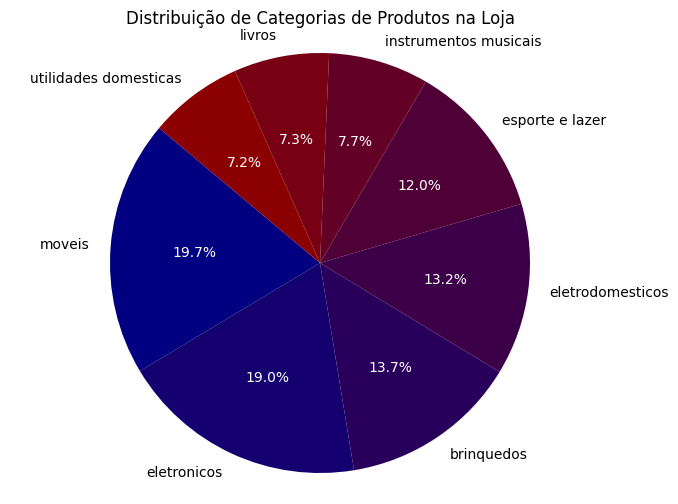 Distribuição de Categorias de Produtos na Loja
livros
instrumentos musicais
utilidades domesticas
esporte e lazer
7.3%
7.7%
7.2%
12.0%
moveis
19.7%
13.2%
eletrodomesticos
19.0%
13.7%
brinquedos
eletronicos